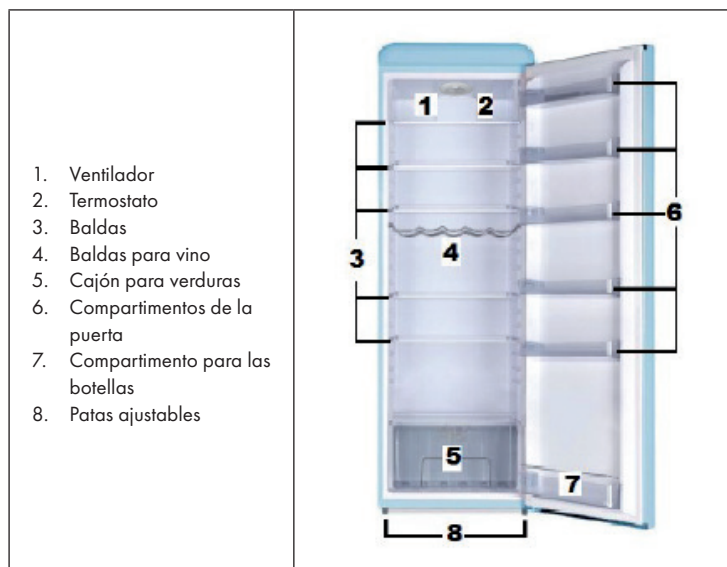 1. Ventilador
2. Termostato
3. Baldas
4. Baldas para vino
5. Cajón para verduras
6. Compartimentos de la
puerta
7. Compartimento para las
botellas
8. Patas ajustables
1
2
3
4
5
6
7
8